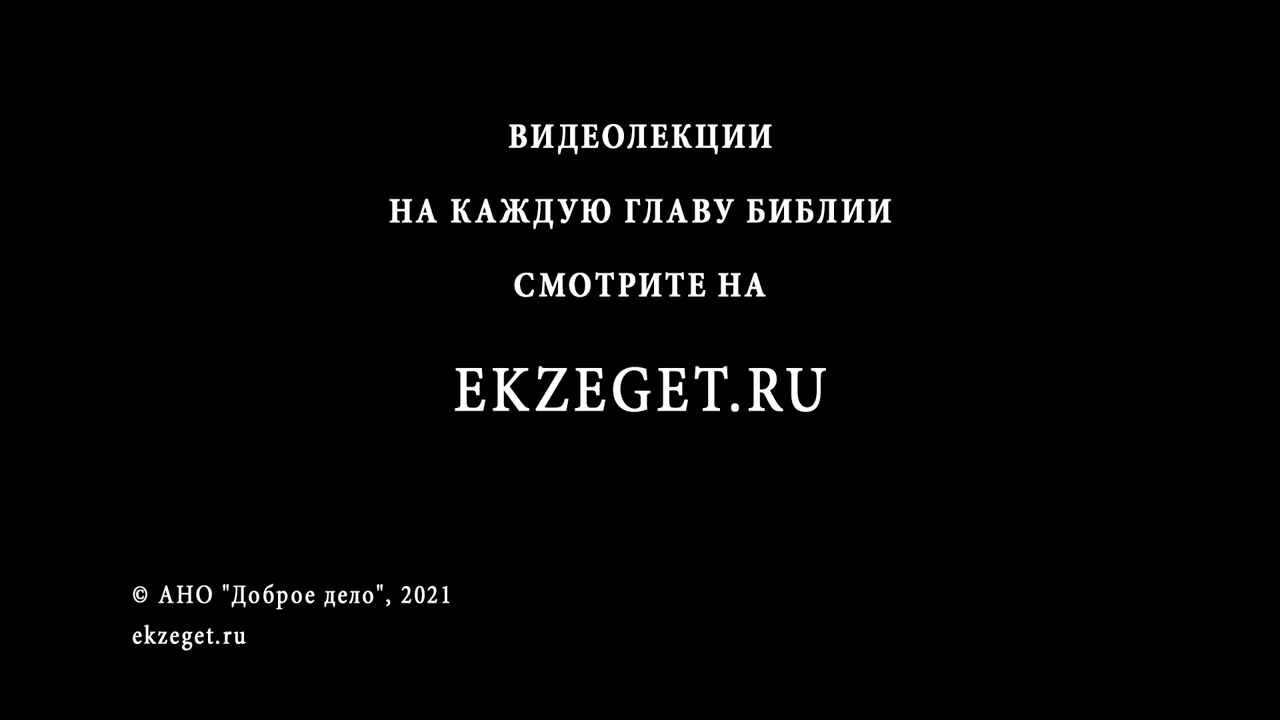 ВИДЕОЛЕКЦИИ
НА КАЖДУЮ ГЛАВУ БИБЛИИ
СМОТРИТЕ НА
EKZEGET.RU
© АНО "Доброе дело", 2021
ekzeget.ru